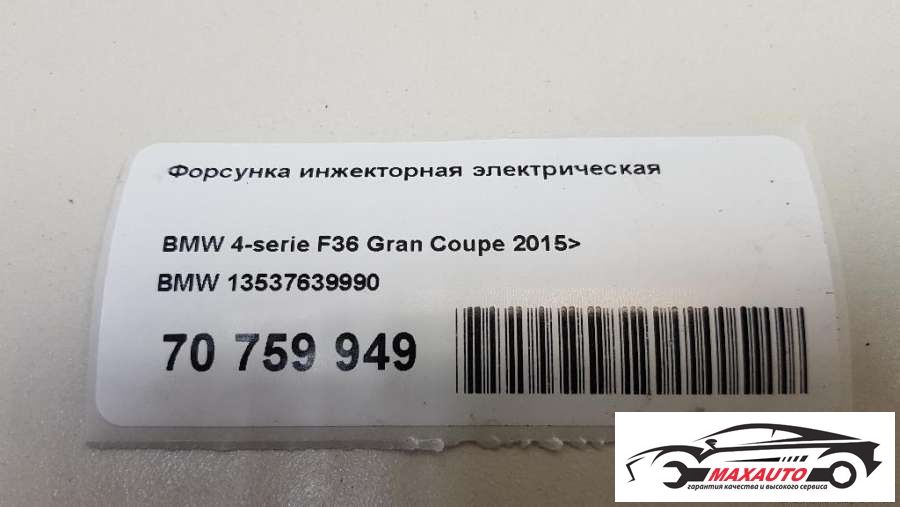 Форсунка инжекторная электрическая
BMW 4-serie F36 Gran Coupe 2015>
BMW 13537639990
70 759 949
MAXAUTO
гарантия качества и высокого сервиса